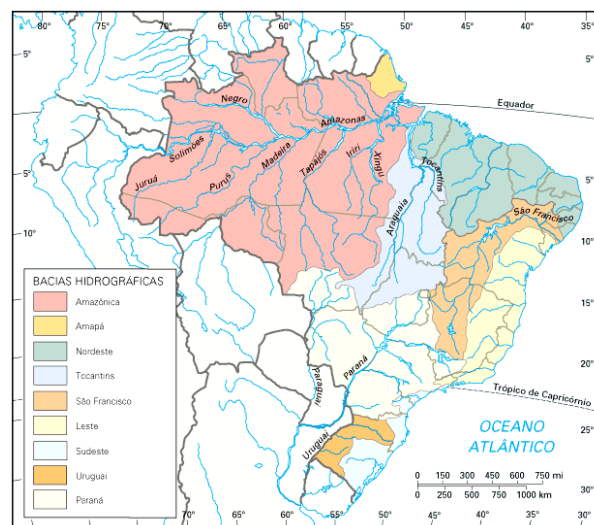 80° 75° 70° 65° 60° 55° 50° 45° 40° 35°
5° 5°
Equador
Negro
Amazonas
Solimões
Madeira
Tapajós
Iriri
Xingu
Tocantins
Juruá
Purus
Araguaia
São Francisco
5° 5°
10° 10°
BACIAS HIDROGRÁFICAS
Amazônica
Amapá
Nordeste
Tocantins
São Francisco
Leste
Sudeste
Uruguai
Paraná
15°
20°
Paraná
Paraguai
Trópico de Capricórnio
Uruguai
25°
OCEANO
ATLÂNTICO
0 150 300 450 600 750 mi
0 250 500 750 1000 km
30°
65° 60° 55° 50° 45° 40° 35°